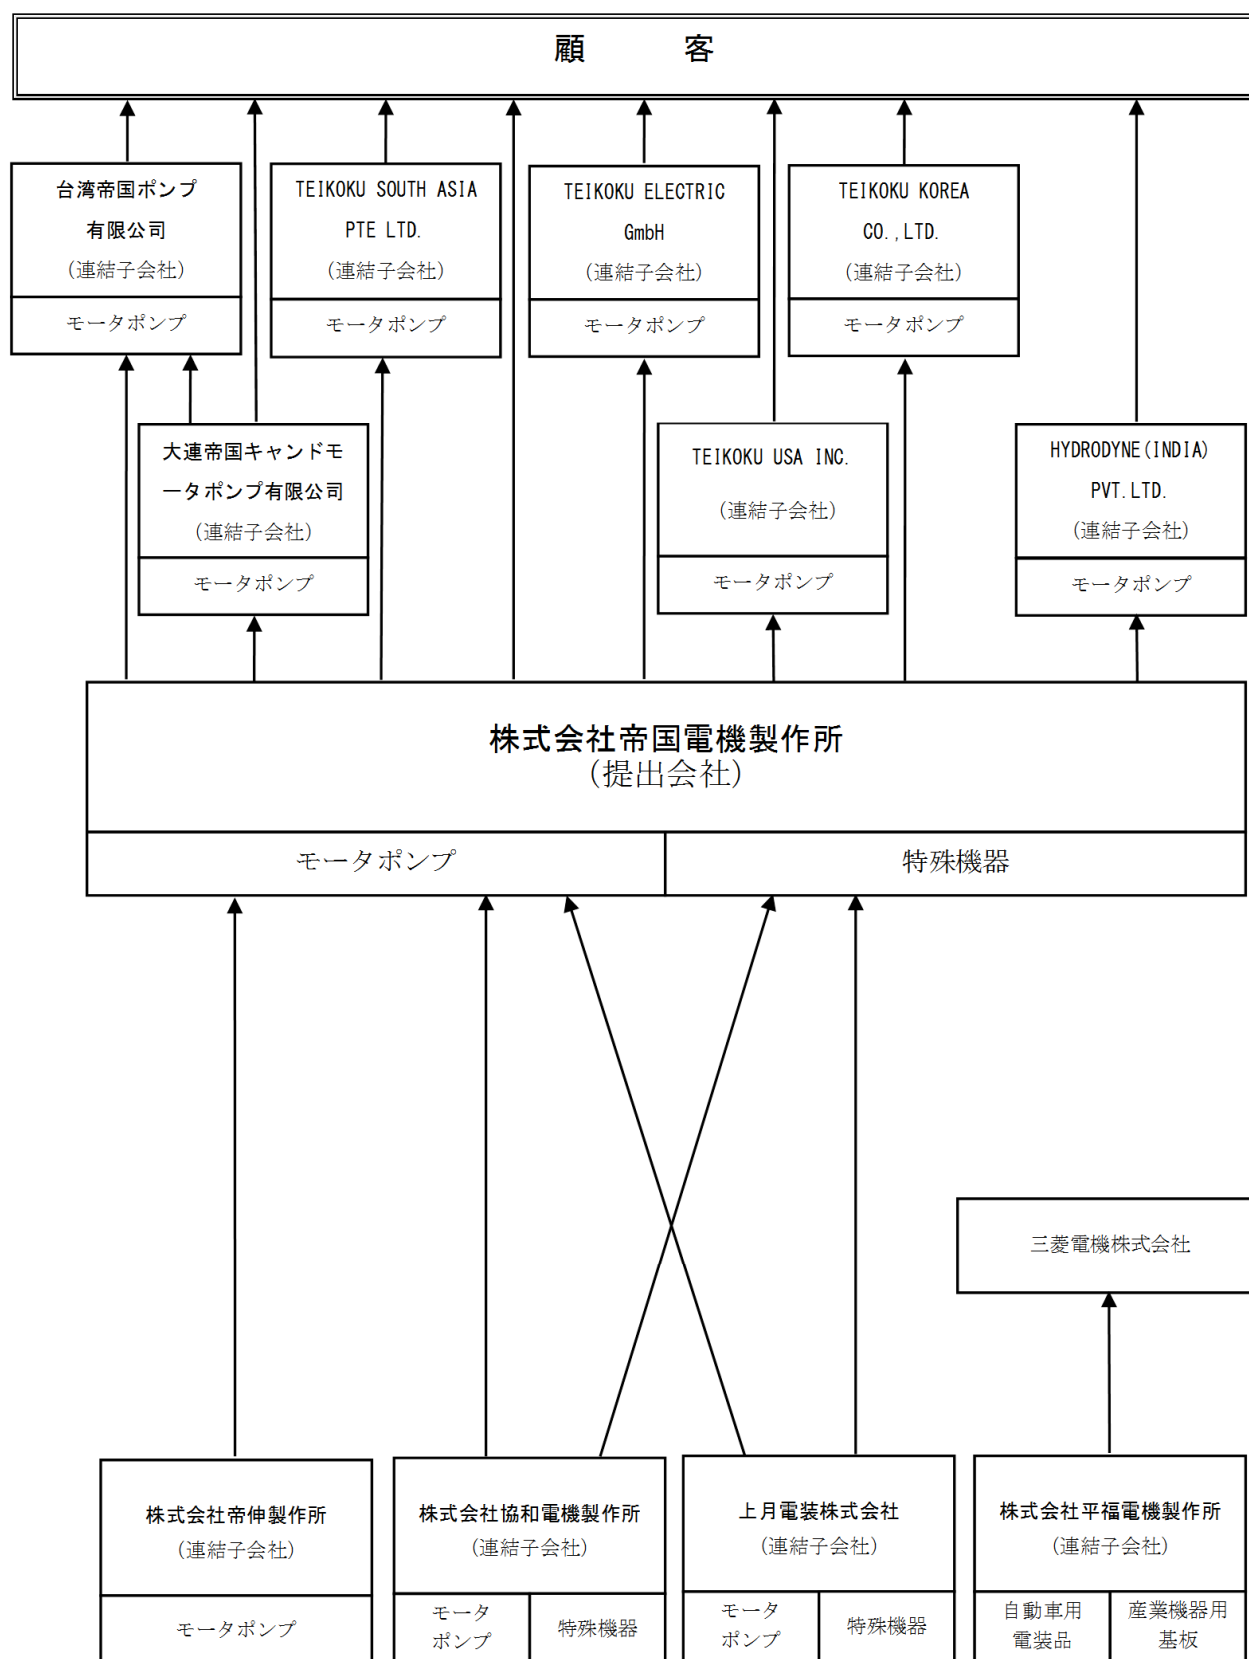 顧　客
台湾帝国ポンプ
有限公司
（連結子会社）
モータポンプ
TEIKOKU SOUTH ASIA
PTE LTD.
（連結子会社）
モータポンプ
TEIKOKU ELECTRIC
GmbH
（連結子会社）
モータポンプ
TEIKOKU KOREA
CO.,LTD.
（連結子会社）
モータポンプ
大連帝国キャンドモ
ータポンプ有限公司
（連結子会社）
モータポンプ
TEIKOKU USA INC.
（連結子会社）
モータポンプ
HYDRODYNE(INDIA)
PVT.LTD.
（連結子会社）
モータポンプ
株式会社帝国電機製作所
（提出会社）
モータポンプ
特殊機器
三菱電機株式会社
株式会社帝伸製作所
（連結子会社）
モータポンプ
株式会社協和電機製作所
（連結子会社）
モータ
ポンプ
特殊機器
上月電装株式会社
（連結子会社）
モータ
ポンプ
特殊機器
株式会社平福電機製作所
（連結子会社）
自動車用
電装品
産業機器用
基板